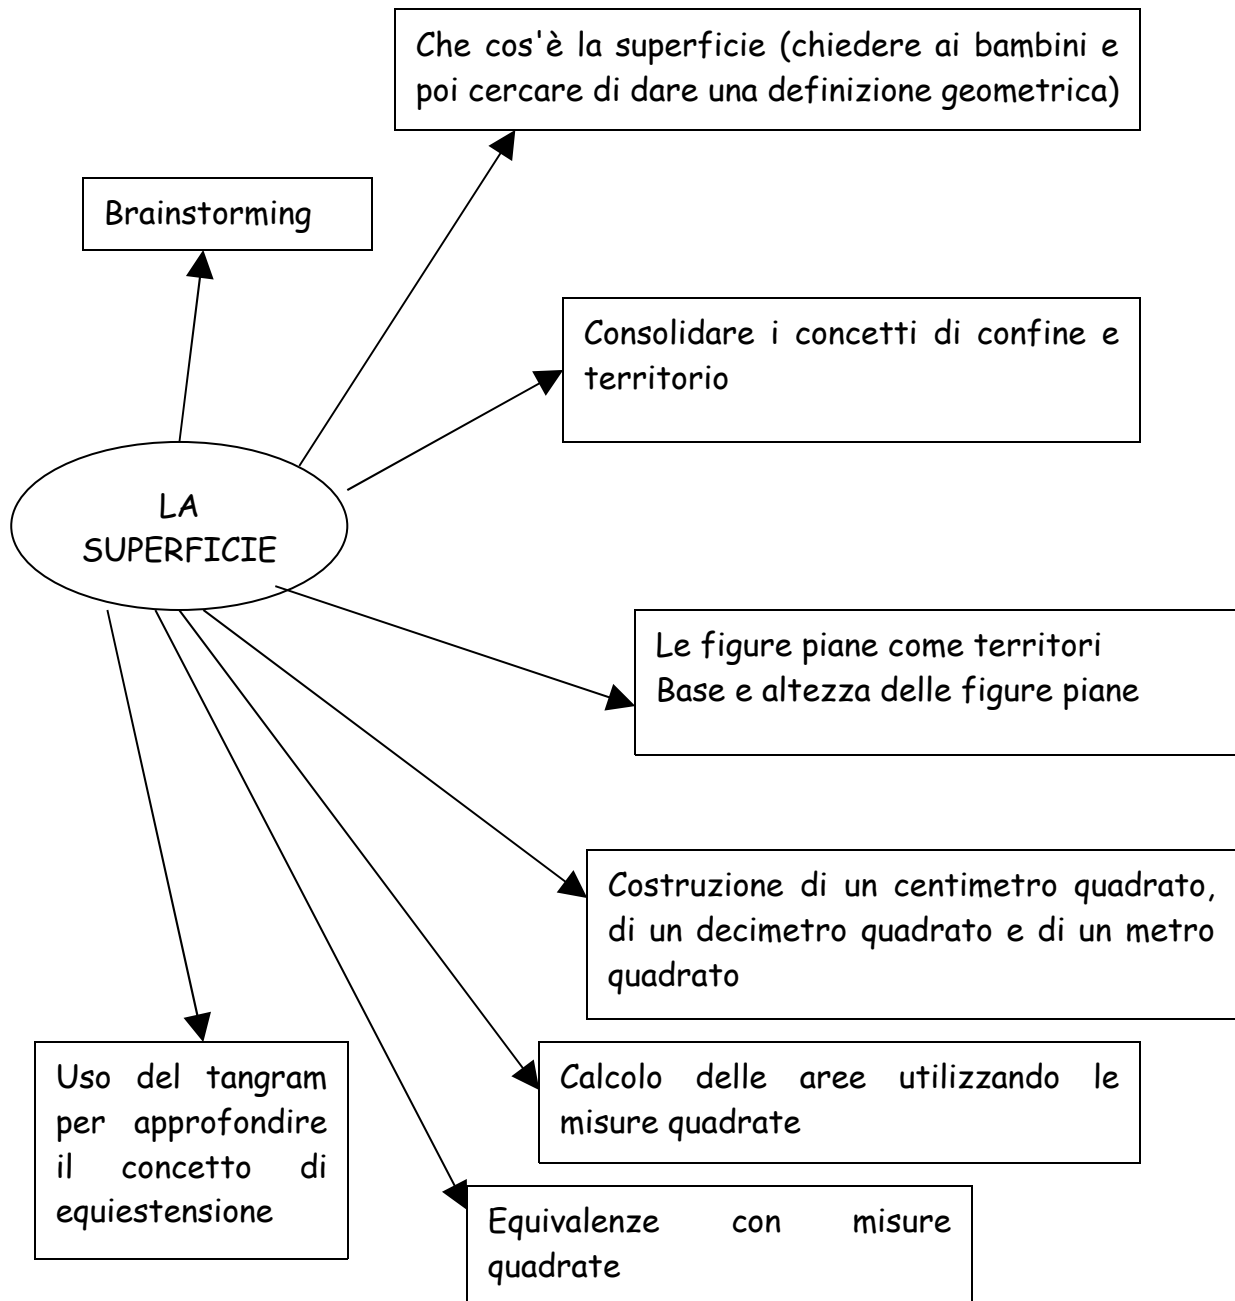 Che cos'è la superficie (chiedere ai bambini e
poi cercare di dare una definizione geometrica)
Brainstorming
Consolidare i concetti di confine e
territorio
LA
SUPERFICIE
Le figure piane come territori
Base e altezza delle figure piane
Costruzione di un centimetro quadrato,
di un decimetro quadrato e di un metro
quadrato
Uso del tangram
per approfondire
il concetto di
equiestensione
Calcolo delle aree utilizzando le
misure quadrate
Equivalenze con misure
quadrate